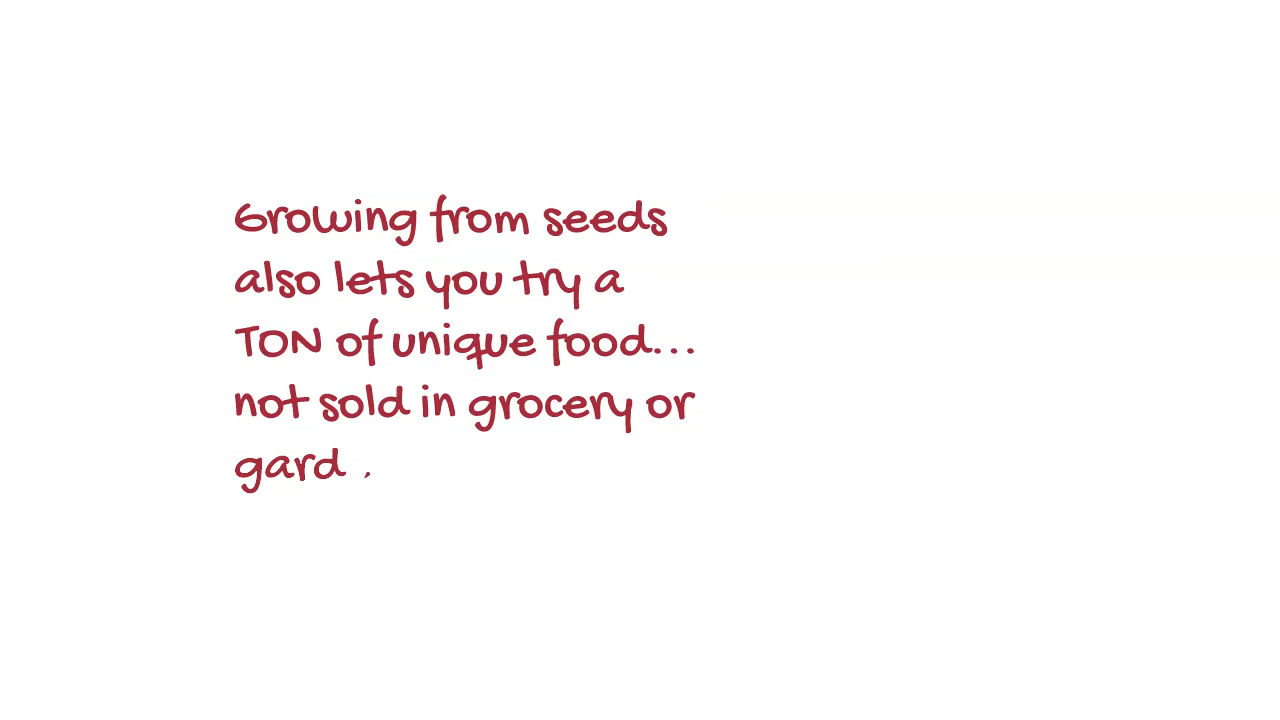 Growing from seeds
also lets you try a
TON of unique food...
not sold in grocery or
gard